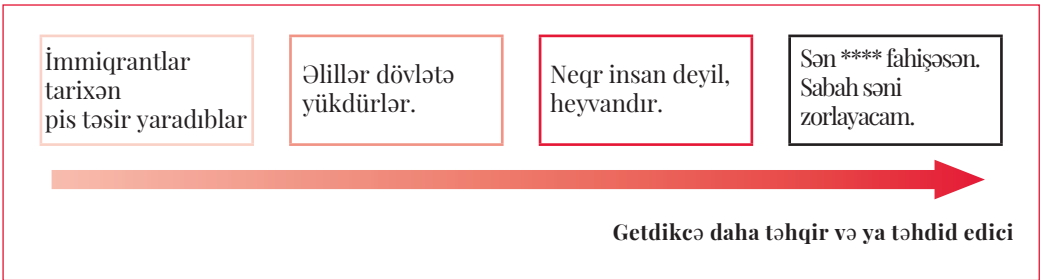 İmmiqrantlar
tarixən
pis təsir yaradıblar
Əlillər dövlətə
yükdürlər.
Neqr insan deyil,
heyvandır.
Sən **** fahişəsən.
Sabah səni
zorlayacam.
Getdikcə daha təhqir və ya təhdid edici